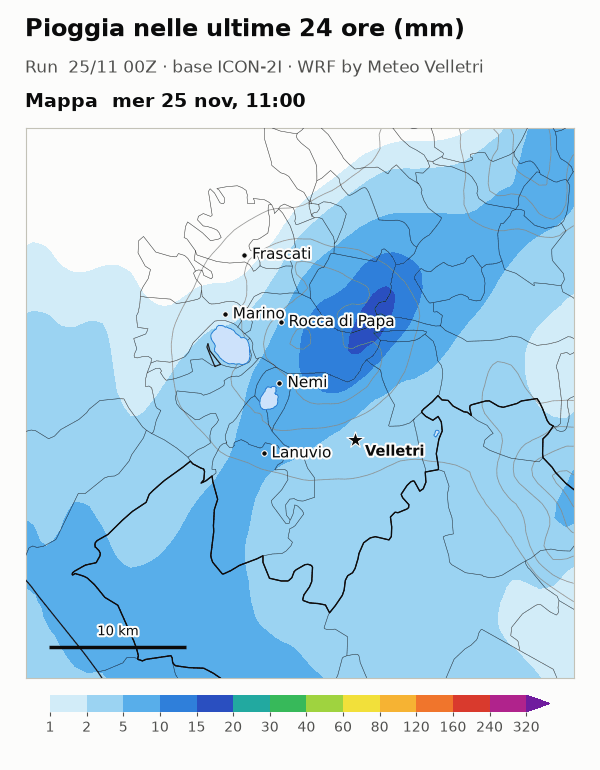 Pioggia nelle ultime 24 ore (mm)
Run  25/11 00Z · base ICON-2I · WRF by Meteo Velletri
Mappa  mer 25 nov, 11:00
Frascati
Marino
Rocca di Papa
Nemi
Velletri
Lanuvio
10 km
1 2 5 10 15 20 30 40 60 80 120 160 240 320